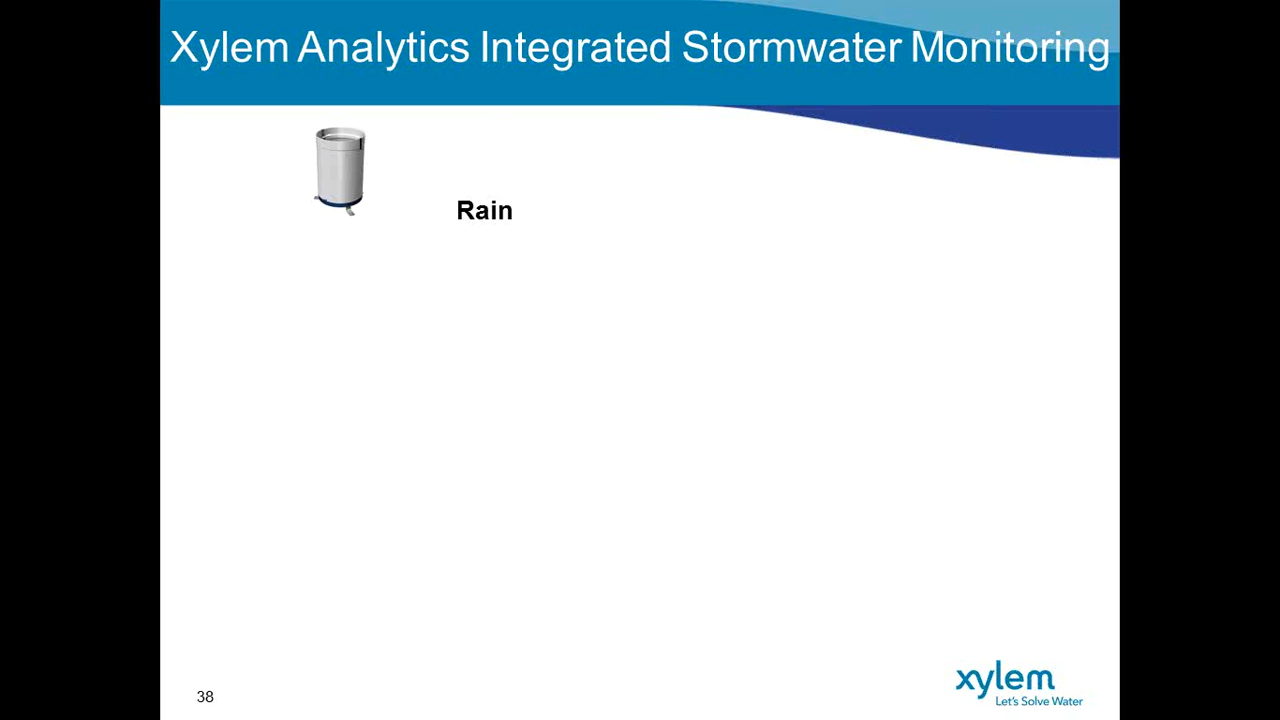 Xylem Analytics Integrated Stormwater Monitoring
Rain
38
xylem
Let's Solve Water